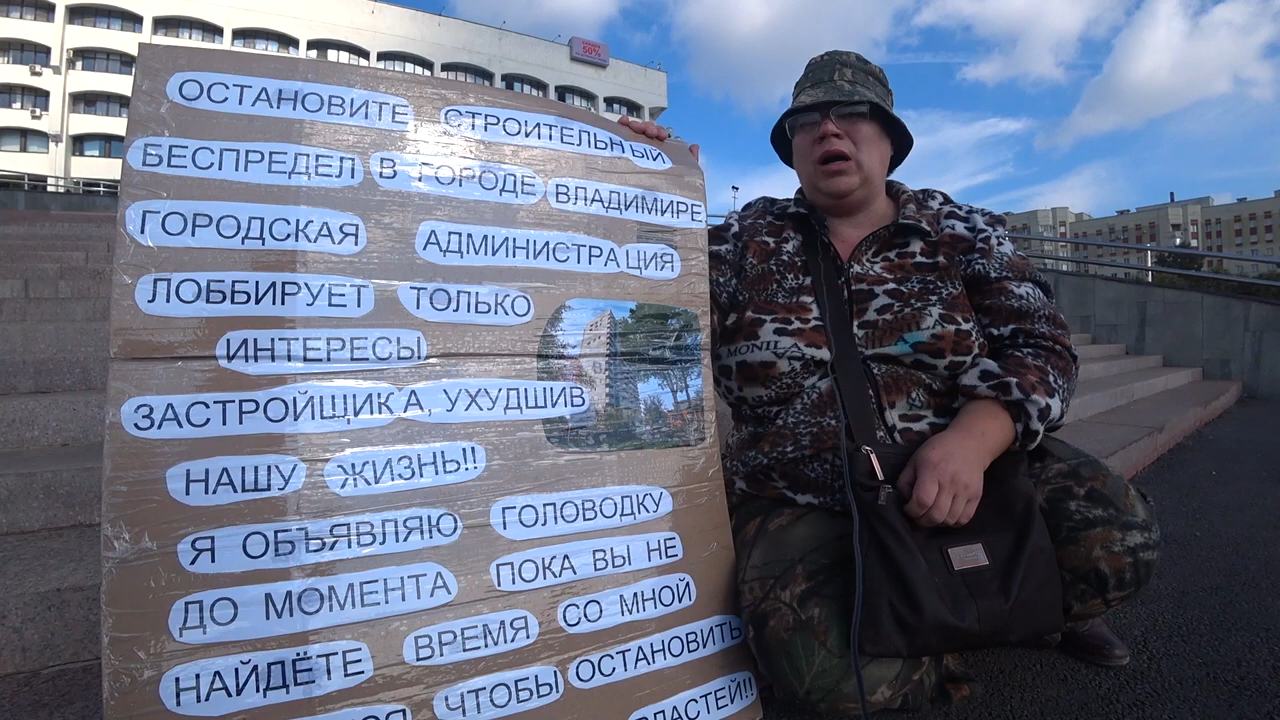 ОСТАНОВИТЕ СТРОИТЕЛЬНЫЙ
БЕСПРЕДЕЛ В ГОРОДЕ ВЛАДИМИРЕ
ГОРОДСКАЯ АДМИНИСТРАЦИЯ
ЛОББИРУЕТ ТОЛЬКО
ИНТЕРЕСЫ
ЗАСТРОЙЩИКА, УХУДШИВ
НАШУ ЖИЗНЬ!!
Я ОБЪЯВЛЯЮ ГОЛОВОДКУ
ДО МОМЕНТА ПОКА ВЫ НЕ
НАЙДЁТЕ ВРЕМЯ СО МНОЙ
ЧТОБЫ ОСТАНОВИТЬ
ВЛАСТЕЙ!!
50%
MONILA